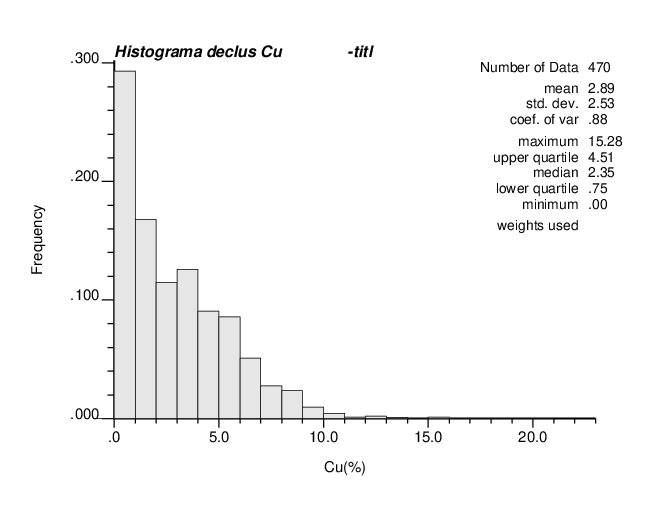 Histograma declus Cu -titl
Number of Data 470
mean 2.89
std. dev. 2.53
coef. of var .88
maximum 15.28
upper quartile 4.51
median 2.35
lower quartile .75
minimum .00
weights used
Frequency
.300
.200
.100
.000
.0 5.0 10.0 15.0 20.0
Cu(%)